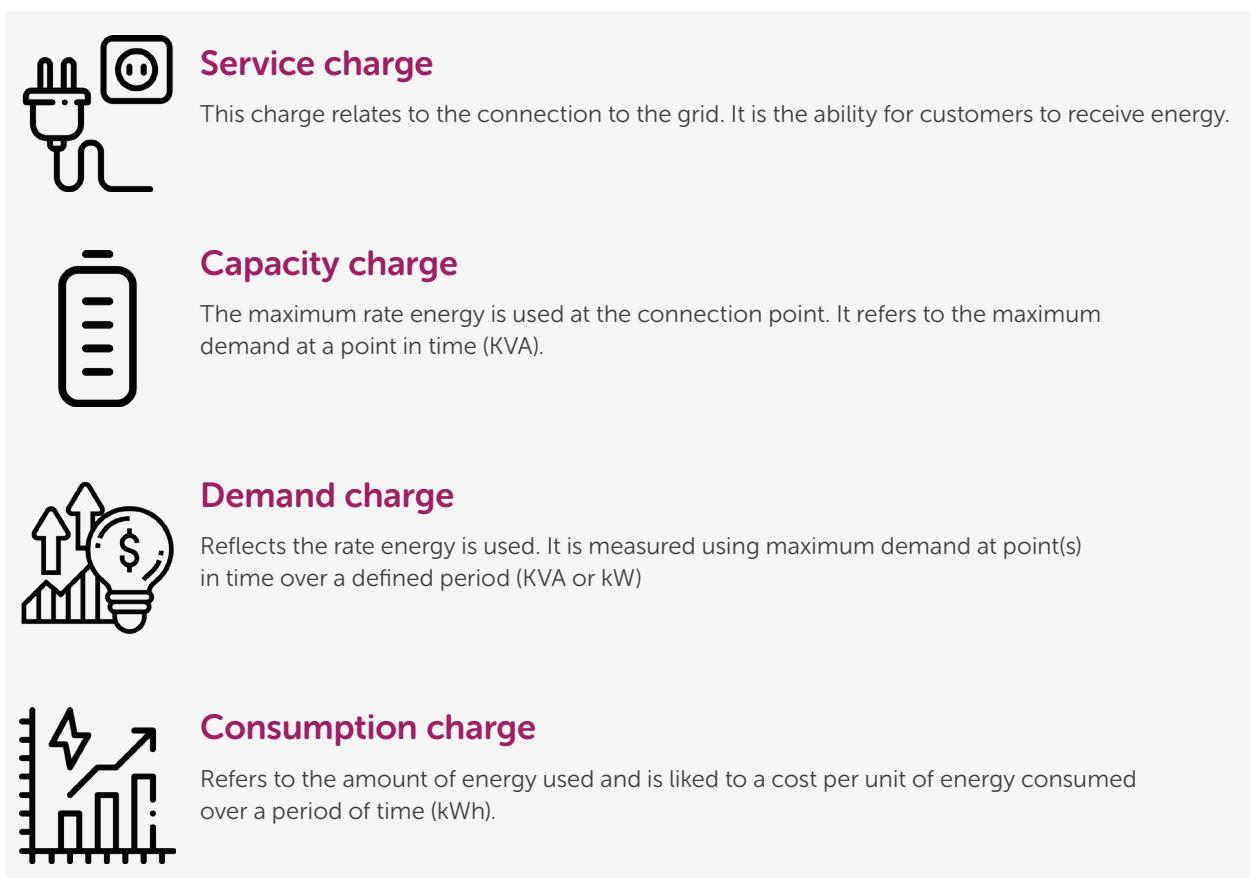 Service charge
This charge relates to the connection to the grid. It is the ability for customers to receive energy.
Capacity charge
The maximum rate energy is used at the connection point. It refers to the maximum
demand at a point in time (KVA).
$
Demand charge
Reflects the rate energy is used. It is measured using maximum demand at point(s)
in time over a defined period (KVA or kW)
Consumption charge
Refers to the amount of energy used and is liked to a cost per unit of energy consumed
over a period of time (kWh).